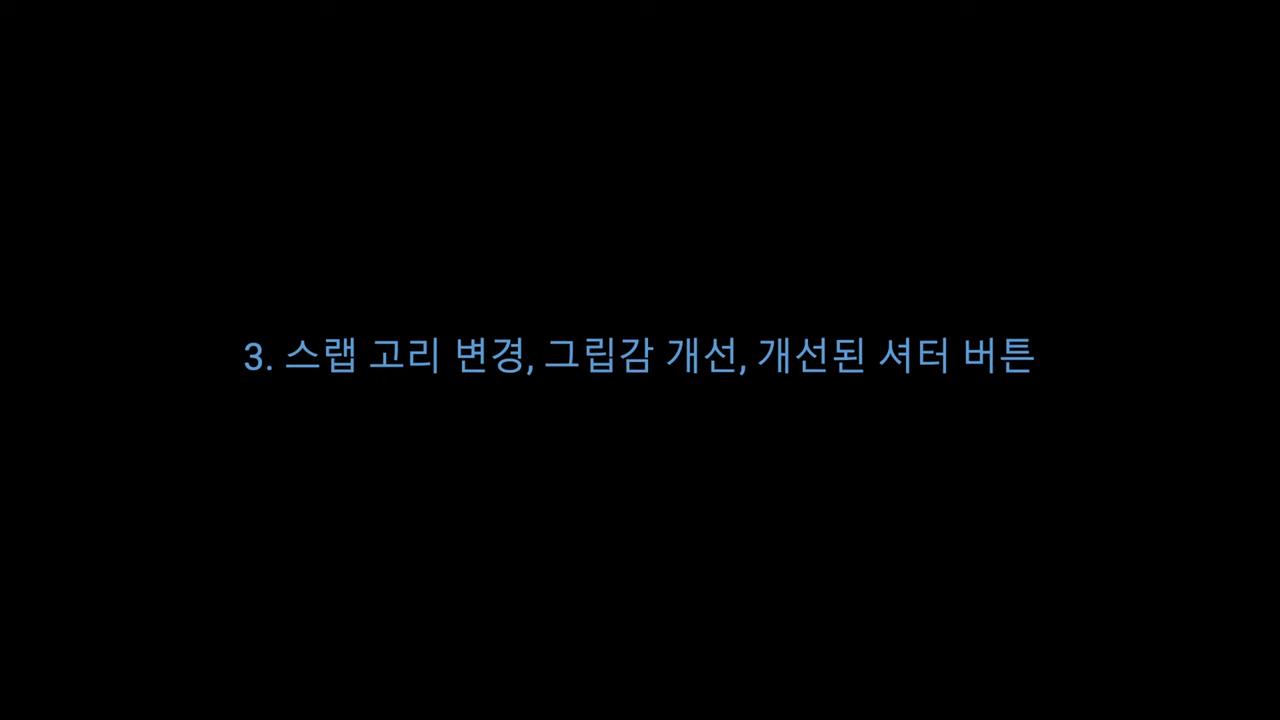 3. 스랩 고리 변경, 그립감 개선, 개선된 셔터 버튼